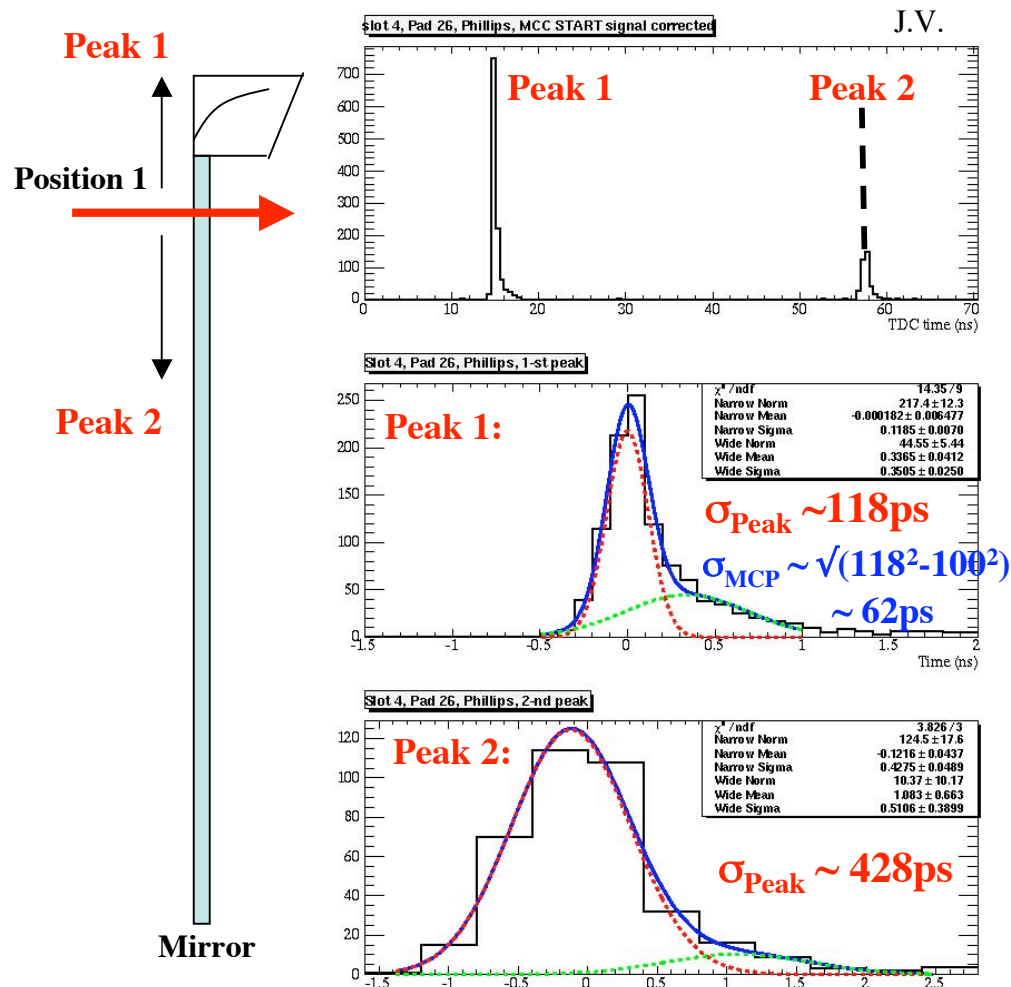 J.V.
Peak 1
Position 1
Peak 2
Mirror
slot 4, Pad 26, Phillips, MCC START signal corrected
Peak 1
Peak 2
700
600
500
400
300
200
100
0
0 10 20 30 40 50 60 70
TDC time (ns)
Slot 4, Pad 26, Phillips, 1-st peak
Peak 1:
χ² / ndf 14.35 / 9
Narrow Norm 217.4 ± 12.3
Narrow Mean -0.000182 ± 0.006477
Narrow Sigma 0.1185 ± 0.0070
Wide Norm 44.55 ± 5.44
Wide Mean 0.3365 ± 0.0412
Wide Sigma 0.3505 ± 0.0250
σPeak ~118ps
σMCP ~ √(118²-100²)
~ 62ps
250
200
150
100
50
0
-1.5 -1 -0.5 0 0.5 1 1.5 2
Time (ns)
Slot 4, Pad 26, Phillips, 2-nd peak
Peak 2:
χ² / ndf 3.826 / 3
Narrow Norm 124.5 ± 17.6
Narrow Mean -0.1216 ± 0.0437
Narrow Sigma 0.4275 ± 0.0489
Wide Norm 10.37 ± 10.17
Wide Mean 1.083 ± 0.663
Wide Sigma 0.5106 ± 0.3899
σPeak ~ 428ps
120
100
80
60
40
20
0
-1.5 -1 -0.5 0 0.5 1 1.5 2 2.5